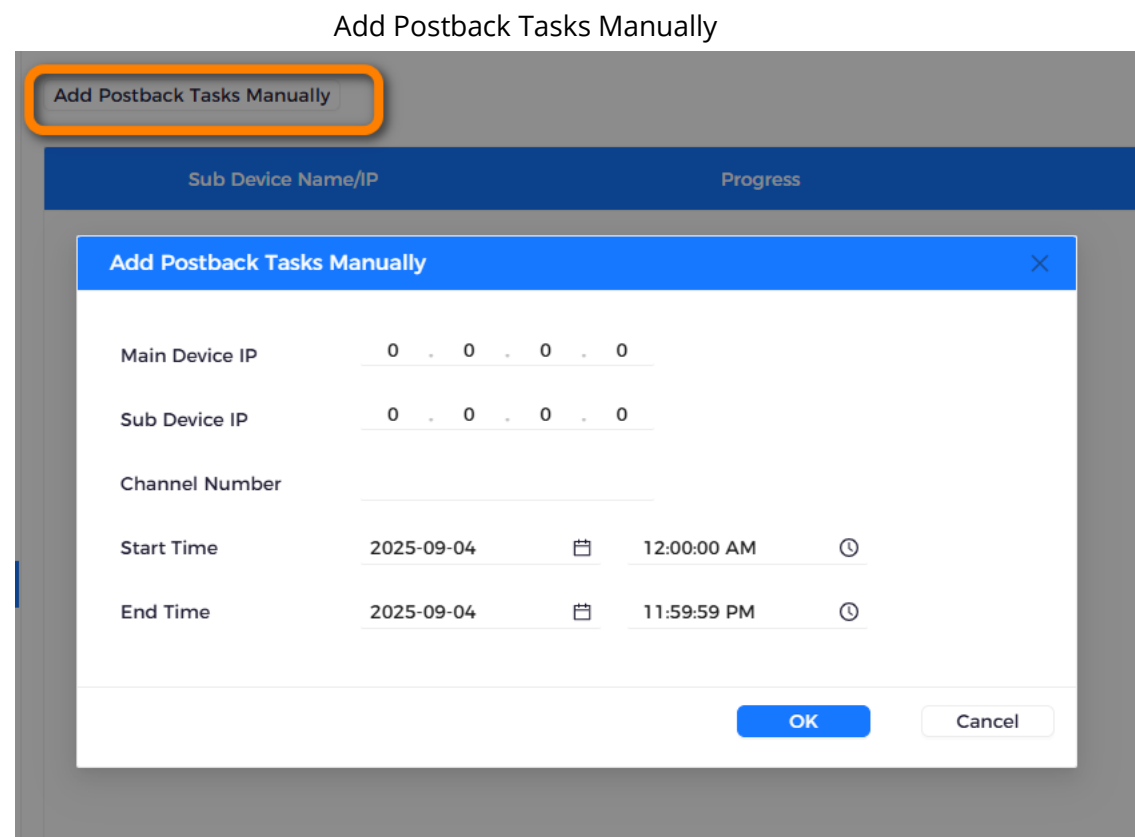 Add Postback Tasks Manually
Add Postback Tasks Manually
Sub Device Name/IP Progress
Add Postback Tasks Manually
Main Device IP 0 . 0 . 0 . 0
Sub Device IP 0 . 0 . 0 . 0
Channel Number
Start Time 2025-09-04 12:00:00 AM
End Time 2025-09-04 11:59:59 PM
OK Cancel